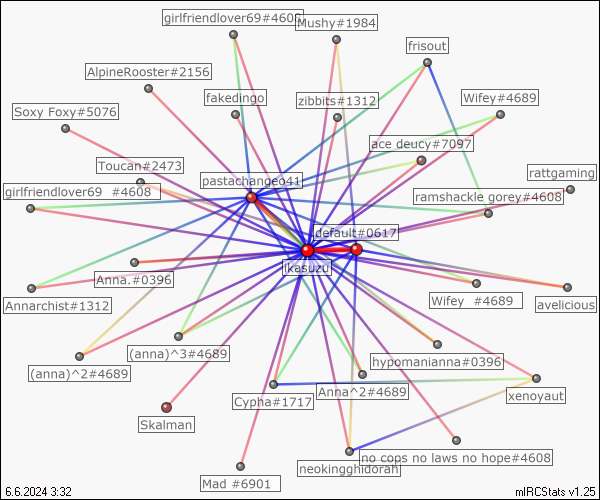 girlfriendlover69#4608
Mushy#1984
frisout
AlpineRooster#2156
fakedingo
zibbits#1312
Wifey#4689
Soxy Foxy#5076
ace deucy#7097
Toucan#2473
rattgaming
pastachangeo41
girlfriendlover69 #4608
ramshackle gorey#4608
default#0617
ikasuzu
Anna.#0396
Annarchist#1312
Wifey #4689
avelicious
(anna)^3#4689
hypomanianna#0396
(anna)^2#4689
Anna^2#4689
Cypha#1717
xenoyaut
Skalman
no cops no laws no hope#4608
neokingghidorah
Mad #6901
6.6.2024 3:32
mIRCStats v1.25